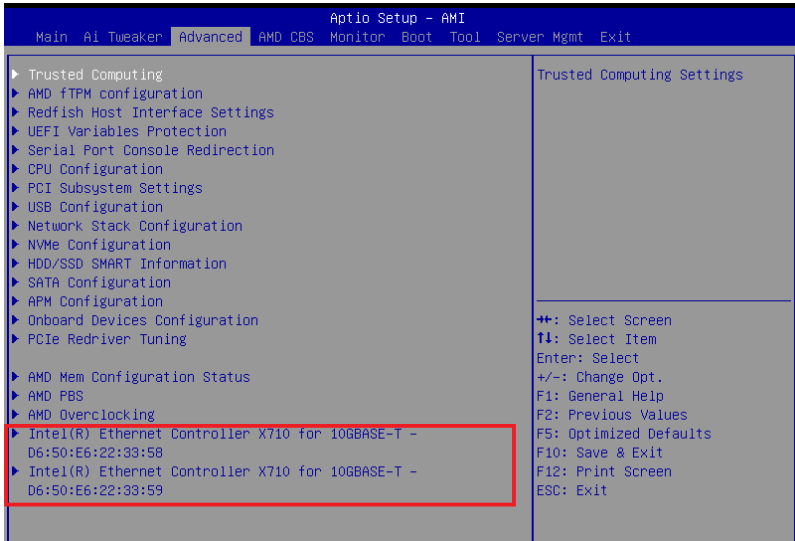 Aptio Setup - AMI
Main Ai Tweaker Advanced AMD CBS Monitor Boot Tool Server Mgmt Exit
Trusted Computing
AMD fTPM configuration
Redfish Host Interface Settings
UEFI Variables Protection
Serial Port Console Redirection
CPU Configuration
PCI Subsystem Settings
USB Configuration
Network Stack Configuration
NVMe Configuration
HDD/SSD SMART Information
SATA Configuration
APM Configuration
Onboard Devices Configuration
PCIe Redriver Tuning
AMD Mem Configuration Status
AMD PBS
AMD Overclocking
Intel(R) Ethernet Controller X710 for 10GBASE-T -
D6:50:E6:22:33:58
Intel(R) Ethernet Controller X710 for 10GBASE-T -
D6:50:E6:22:33:59
Trusted Computing Settings
→←: Select Screen
↑↓: Select Item
Enter: Select
+/-: Change Opt.
F1: General Help
F2: Previous Values
F5: Optimized Defaults
F10: Save & Exit
F12: Print Screen
ESC: Exit